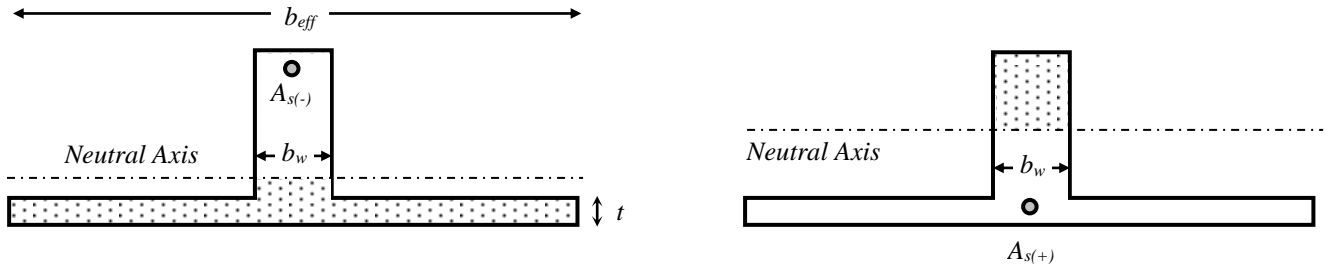 b_eff
A_s(-)
Neutral Axis
b_w
t
Neutral Axis
b_w
A_s(+)